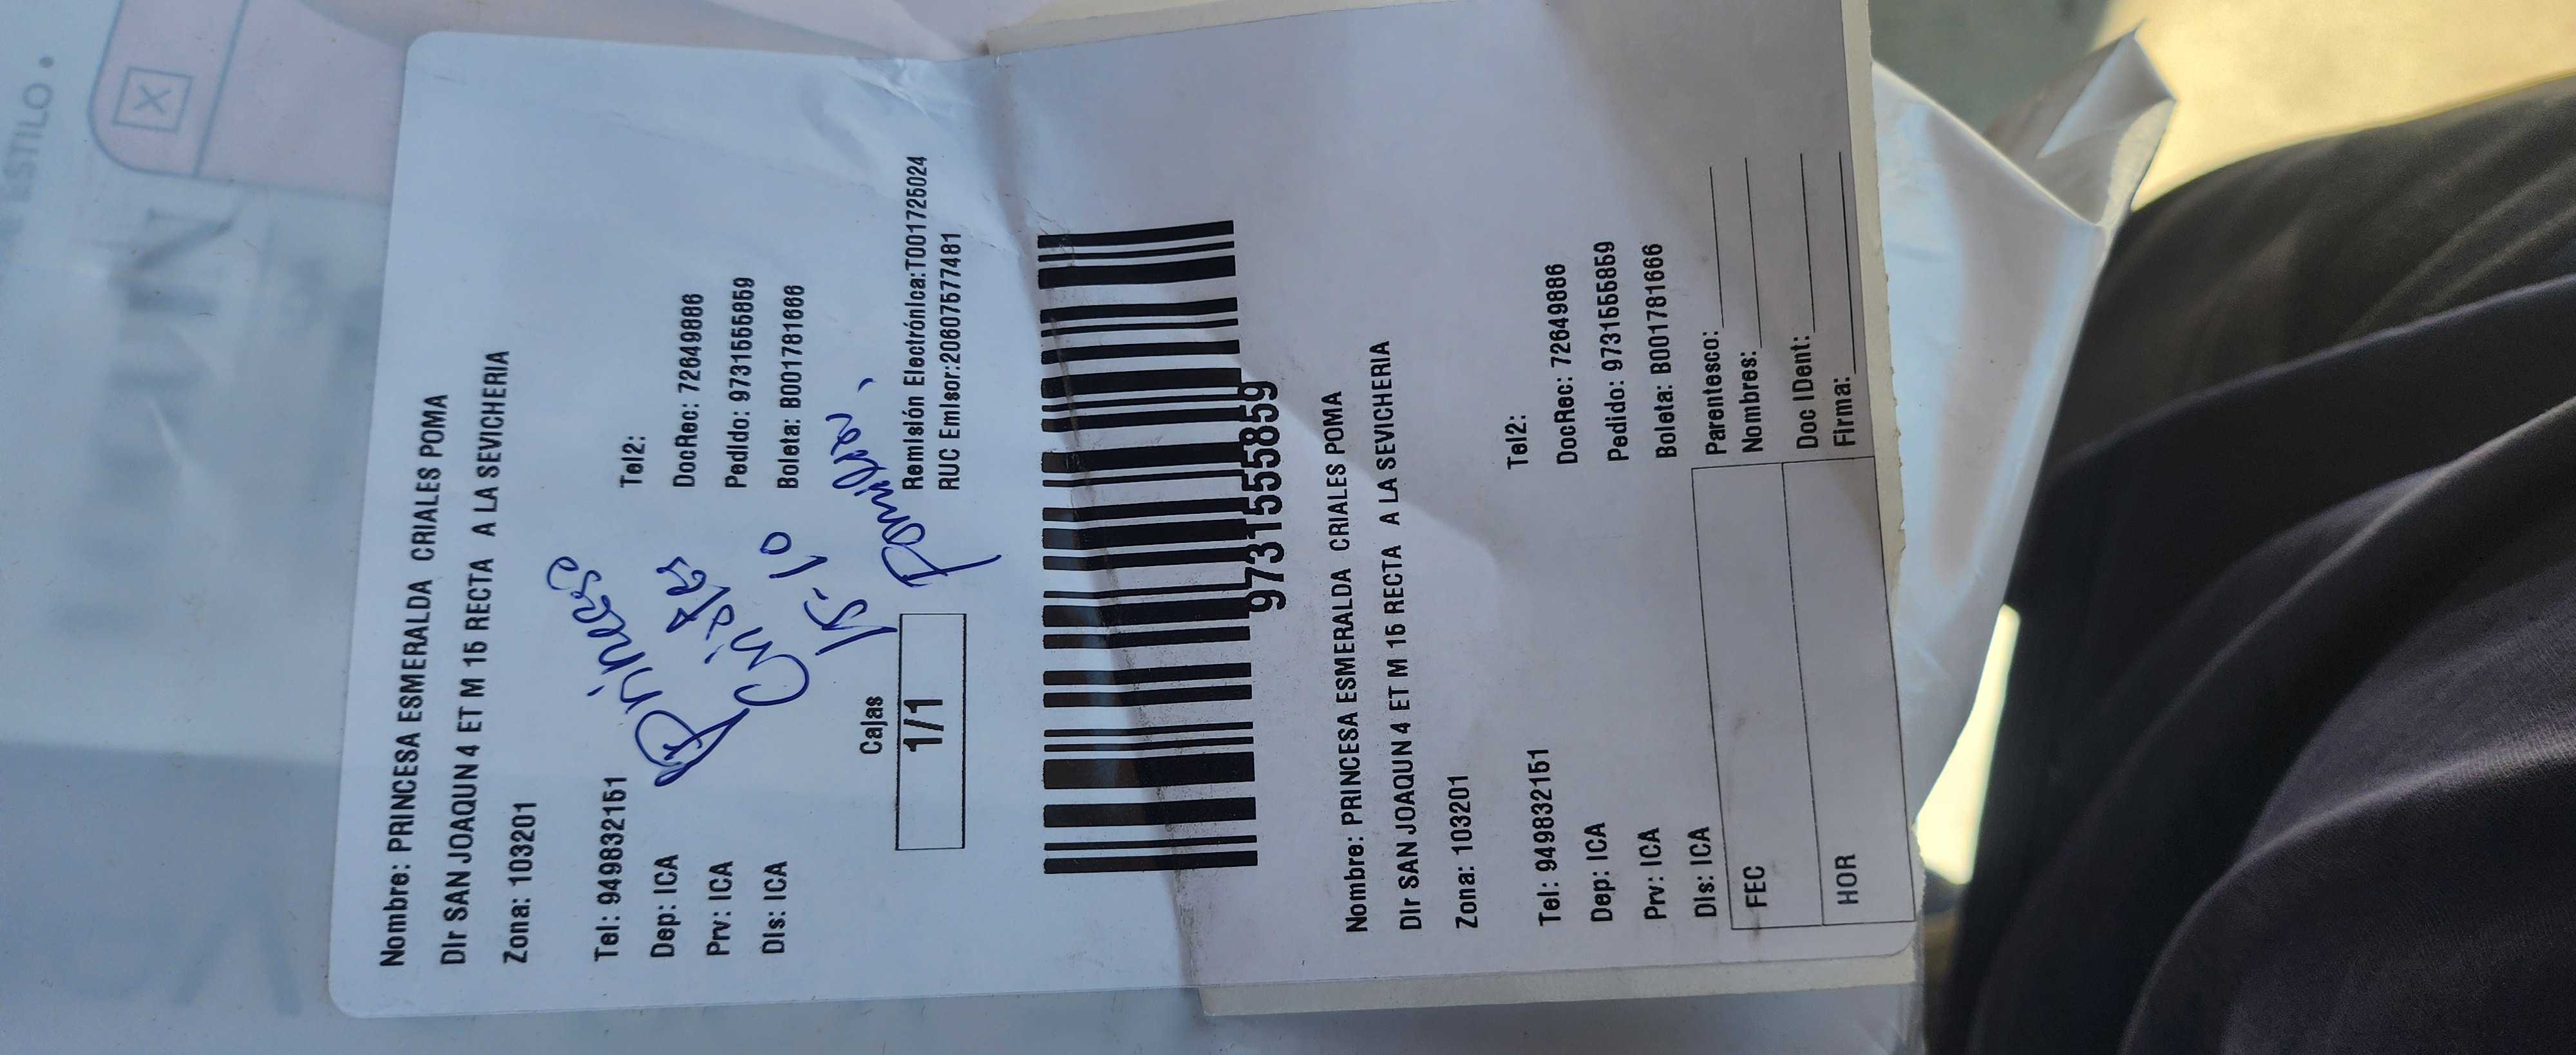 ESTILO .
Nombre: PRINCESA ESMERALDA CRIALES POMA
Dir SAN JOAQUN 4 ET M 15 RECTA A LA SEVICHERIA
Zona: 103201
Tel: 949832151
Tel2:
Dep: ICA
DocRec: 72649886
Prv: ICA
Pedido: 973155859
Dis: ICA
Boleta: B001781666
Princesa
Criales
15-10
Familiar.
Cajas
1/1
Remisión Electrónica:T001725024
RUC Emisor:20607577481
973155859
Nombre: PRINCESA ESMERALDA CRIALES POMA
Dir SAN JOAQUN 4 ET M 15 RECTA A LA SEVICHERIA
Zona: 103201
Tel: 949832151
Tel2:
Dep: ICA
DocRec: 72649886
Prv: ICA
Pedido: 973155859
Dis: ICA
Boleta: B001781666
FEC
Parentesco:
Nombres:
HOR
Doc IDent:
Firma: